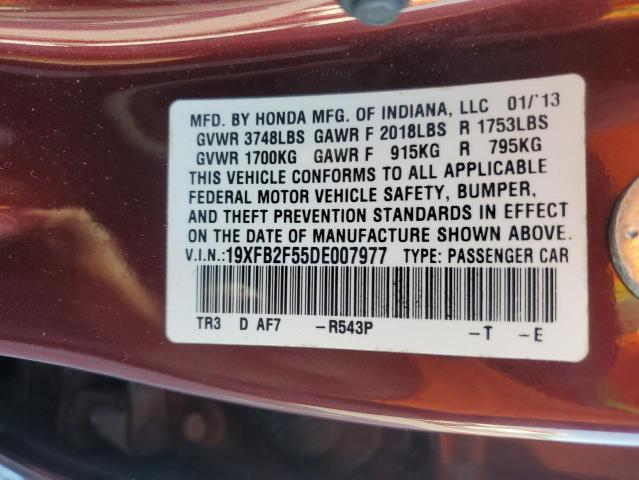 MFD. BY HONDA MFG. OF INDIANA, LLC 01/'13
GVWR 3748LBS GAWR F 2018LBS R 1753LBS
GVWR 1700KG GAWR F 915KG R 795KG
THIS VEHICLE CONFORMS TO ALL APPLICABLE
FEDERAL MOTOR VEHICLE SAFETY, BUMPER,
AND THEFT PREVENTION STANDARDS IN EFFECT
ON THE DATE OF MANUFACTURE SHOWN ABOVE.
V.I.N.:19XFB2F55DE007977 TYPE: PASSENGER CAR
TR3 D AF7 -R543P -T -E